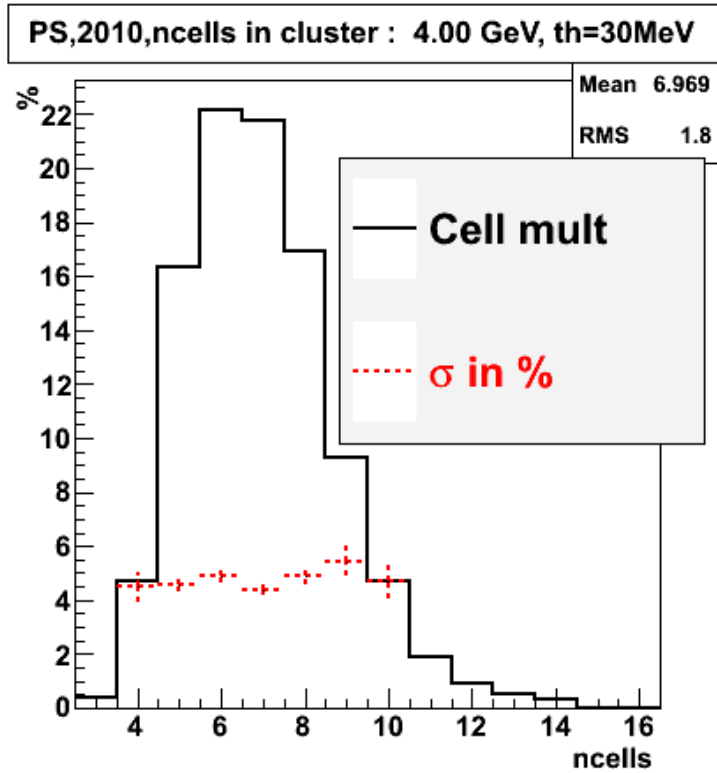 PS,2010,ncells in cluster : 4.00 GeV, th=30MeV
Mean 6.969
RMS 1.8
%
Cell mult
σ in %
22
20
18
16
14
12
10
8
6
4
2
0
4 6 8 10 12 14 16
ncells